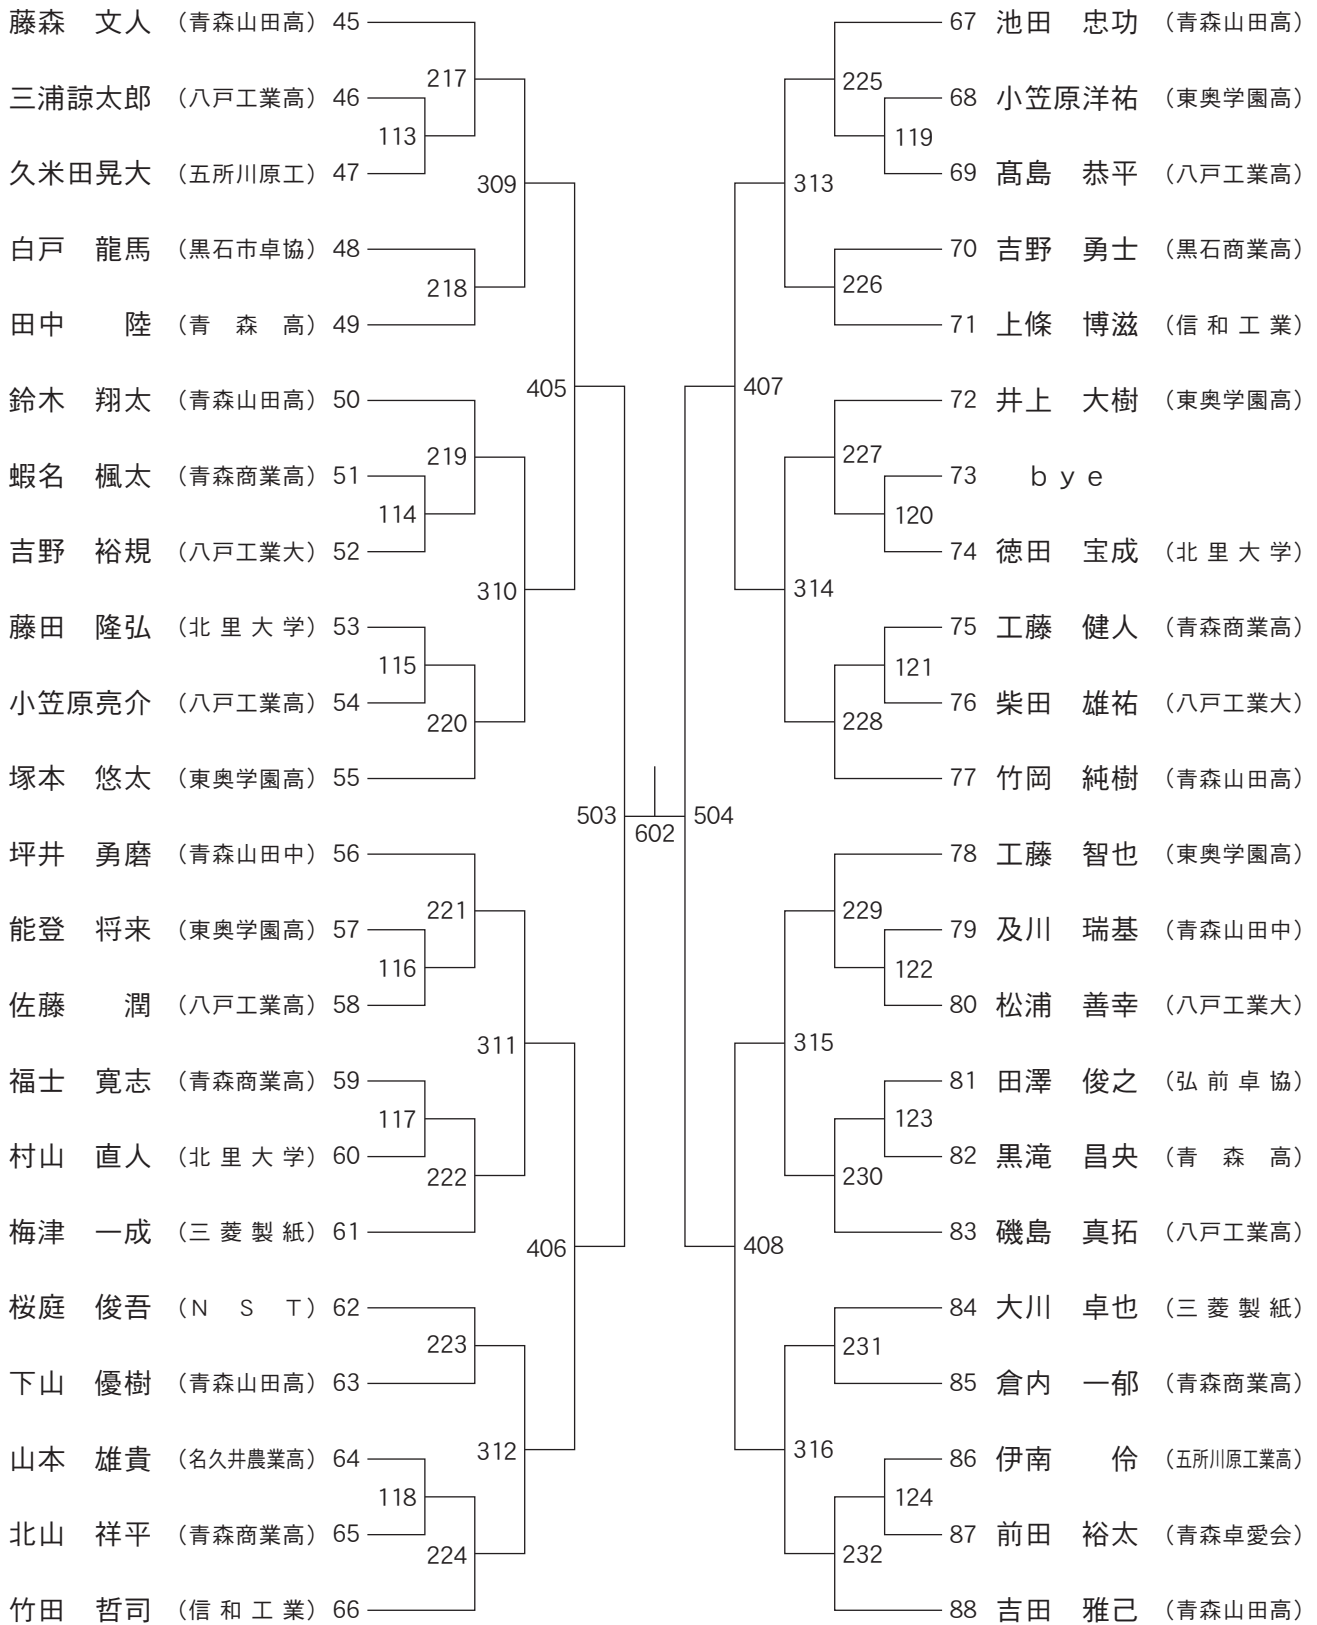 藤森　文人 （青森山田高） 45
217
三浦諒太郎 （八戸工業高） 46
113
久米田晃大 （五所川原工） 47
309
白戸　龍馬 （黒石市卓協） 48
218
田中　　陸 （青　森　高） 49
405
鈴木　翔太 （青森山田高） 50
219
蝦名　楓太 （青森商業高） 51
114
吉野　裕規 （八戸工業大） 52
310
藤田　隆弘 （北 里 大 学） 53
115
小笠原亮介 （八戸工業高） 54
220
塚本　悠太 （東奥学園高） 55
503
坪井　勇磨 （青森山田中） 56
221
能登　将来 （東奥学園高） 57
116
佐藤　　潤 （八戸工業高） 58
311
福士　寛志 （青森商業高） 59
117
村山　直人 （北 里 大 学） 60
222
梅津　一成 （三 菱 製 紙） 61
406
桜庭　俊吾 （Ｎ　Ｓ　Ｔ） 62
223
下山　優樹 （青森山田高） 63
312
山本　雄貴 （名久井農業高） 64
118
北山　祥平 （青森商業高） 65
224
竹田　哲司 （信 和 工 業） 66
602
67 池田　忠功 （青森山田高）
225
68 小笠原洋祐 （東奥学園高）
119
69 髙島　恭平 （八戸工業高）
313
70 吉野　勇士 （黒石商業高）
226
71 上條　博滋 （信 和 工 業）
407
72 井上　大樹 （東奥学園高）
227
73 ｂｙｅ
120
74 徳田　宝成 （北 里 大 学）
314
75 工藤　健人 （青森商業高）
121
76 柴田　雄祐 （八戸工業大）
228
77 竹岡　純樹 （青森山田高）
504
78 工藤　智也 （東奥学園高）
229
79 及川　瑞基 （青森山田中）
122
80 松浦　善幸 （八戸工業大）
315
81 田澤　俊之 （弘 前 卓 協）
123
82 黒滝　昌央 （青　森　高）
230
83 磯島　真拓 （八戸工業高）
408
84 大川　卓也 （三 菱 製 紙）
231
85 倉内　一郁 （青森商業高）
316
86 伊南　　伶 （五所川原工業高）
124
87 前田　裕太 （青森卓愛会）
232
88 吉田　雅己 （青森山田高）